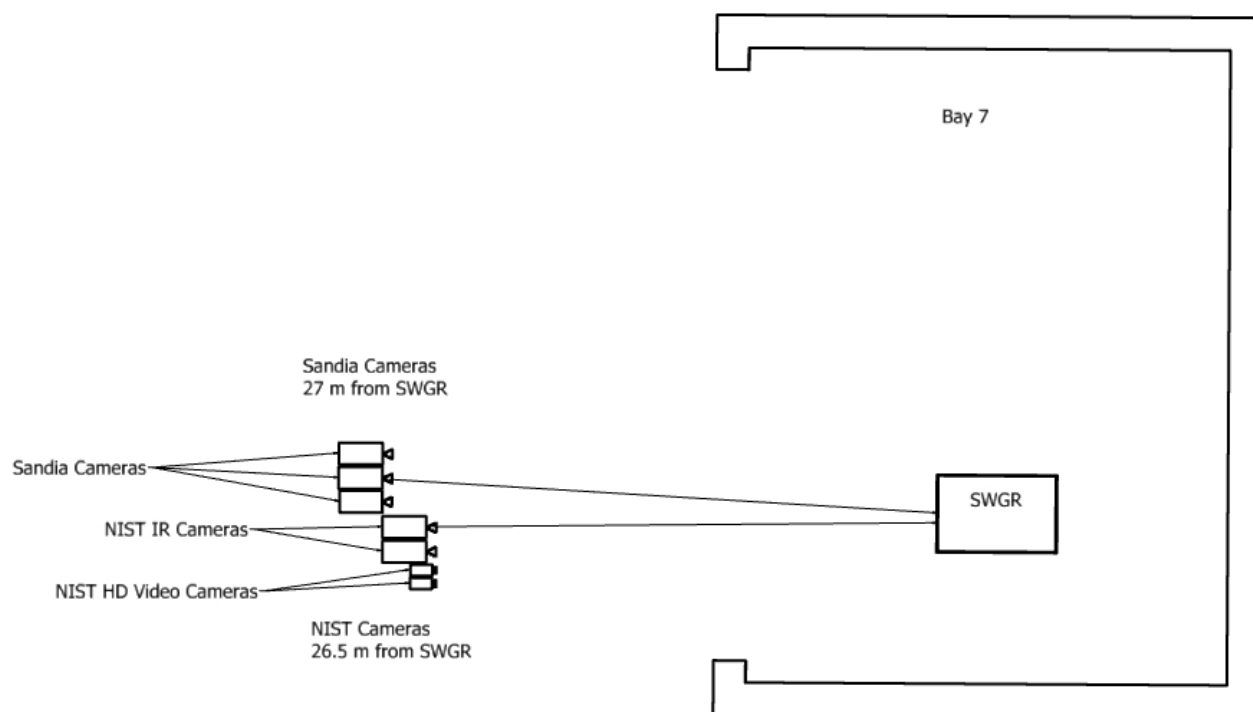 Bay 7
Sandia Cameras
27 m from SWGR
Sandia Cameras
SWGR
NIST IR Cameras
NIST HD Video Cameras
NIST Cameras
26.5 m from SWGR